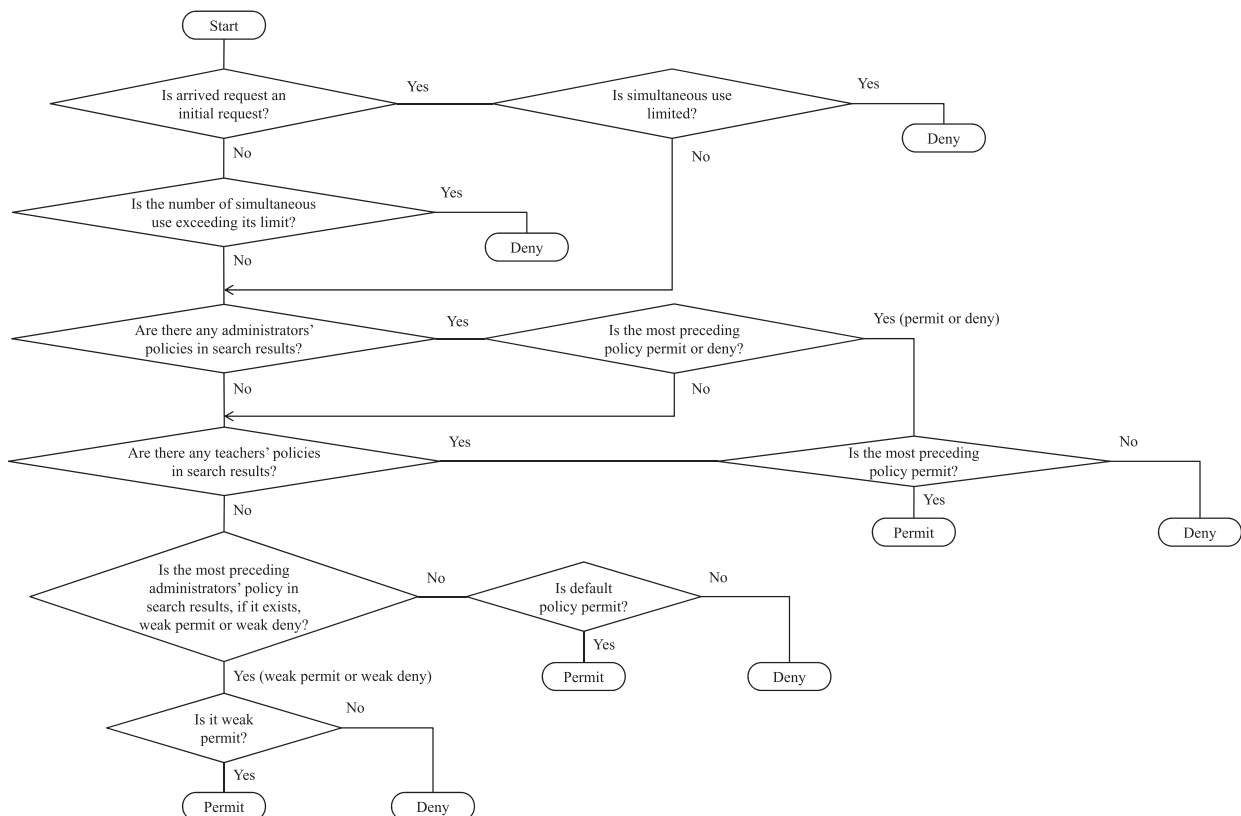 Start
Is arrived request an
initial request?
Yes
Is simultaneous use
limited?
Yes
Deny
No
No
Is the number of simultaneous
use exceeding its limit?
Yes
Deny
No
Are there any administrators’
policies in search results?
Yes
Is the most preceding
policy permit or deny?
Yes (permit or deny)
No
No
Are there any teachers’ policies
in search results?
Yes
Is the most preceding
policy permit?
No
Yes
Permit
Deny
No
Is the most preceding
administrators’ policy in
search results, if it exists,
weak permit or weak deny?
No
Is default
policy permit?
No
Yes
Permit
Deny
Yes (weak permit or weak deny)
Is it weak
permit?
No
Yes
Permit
Deny